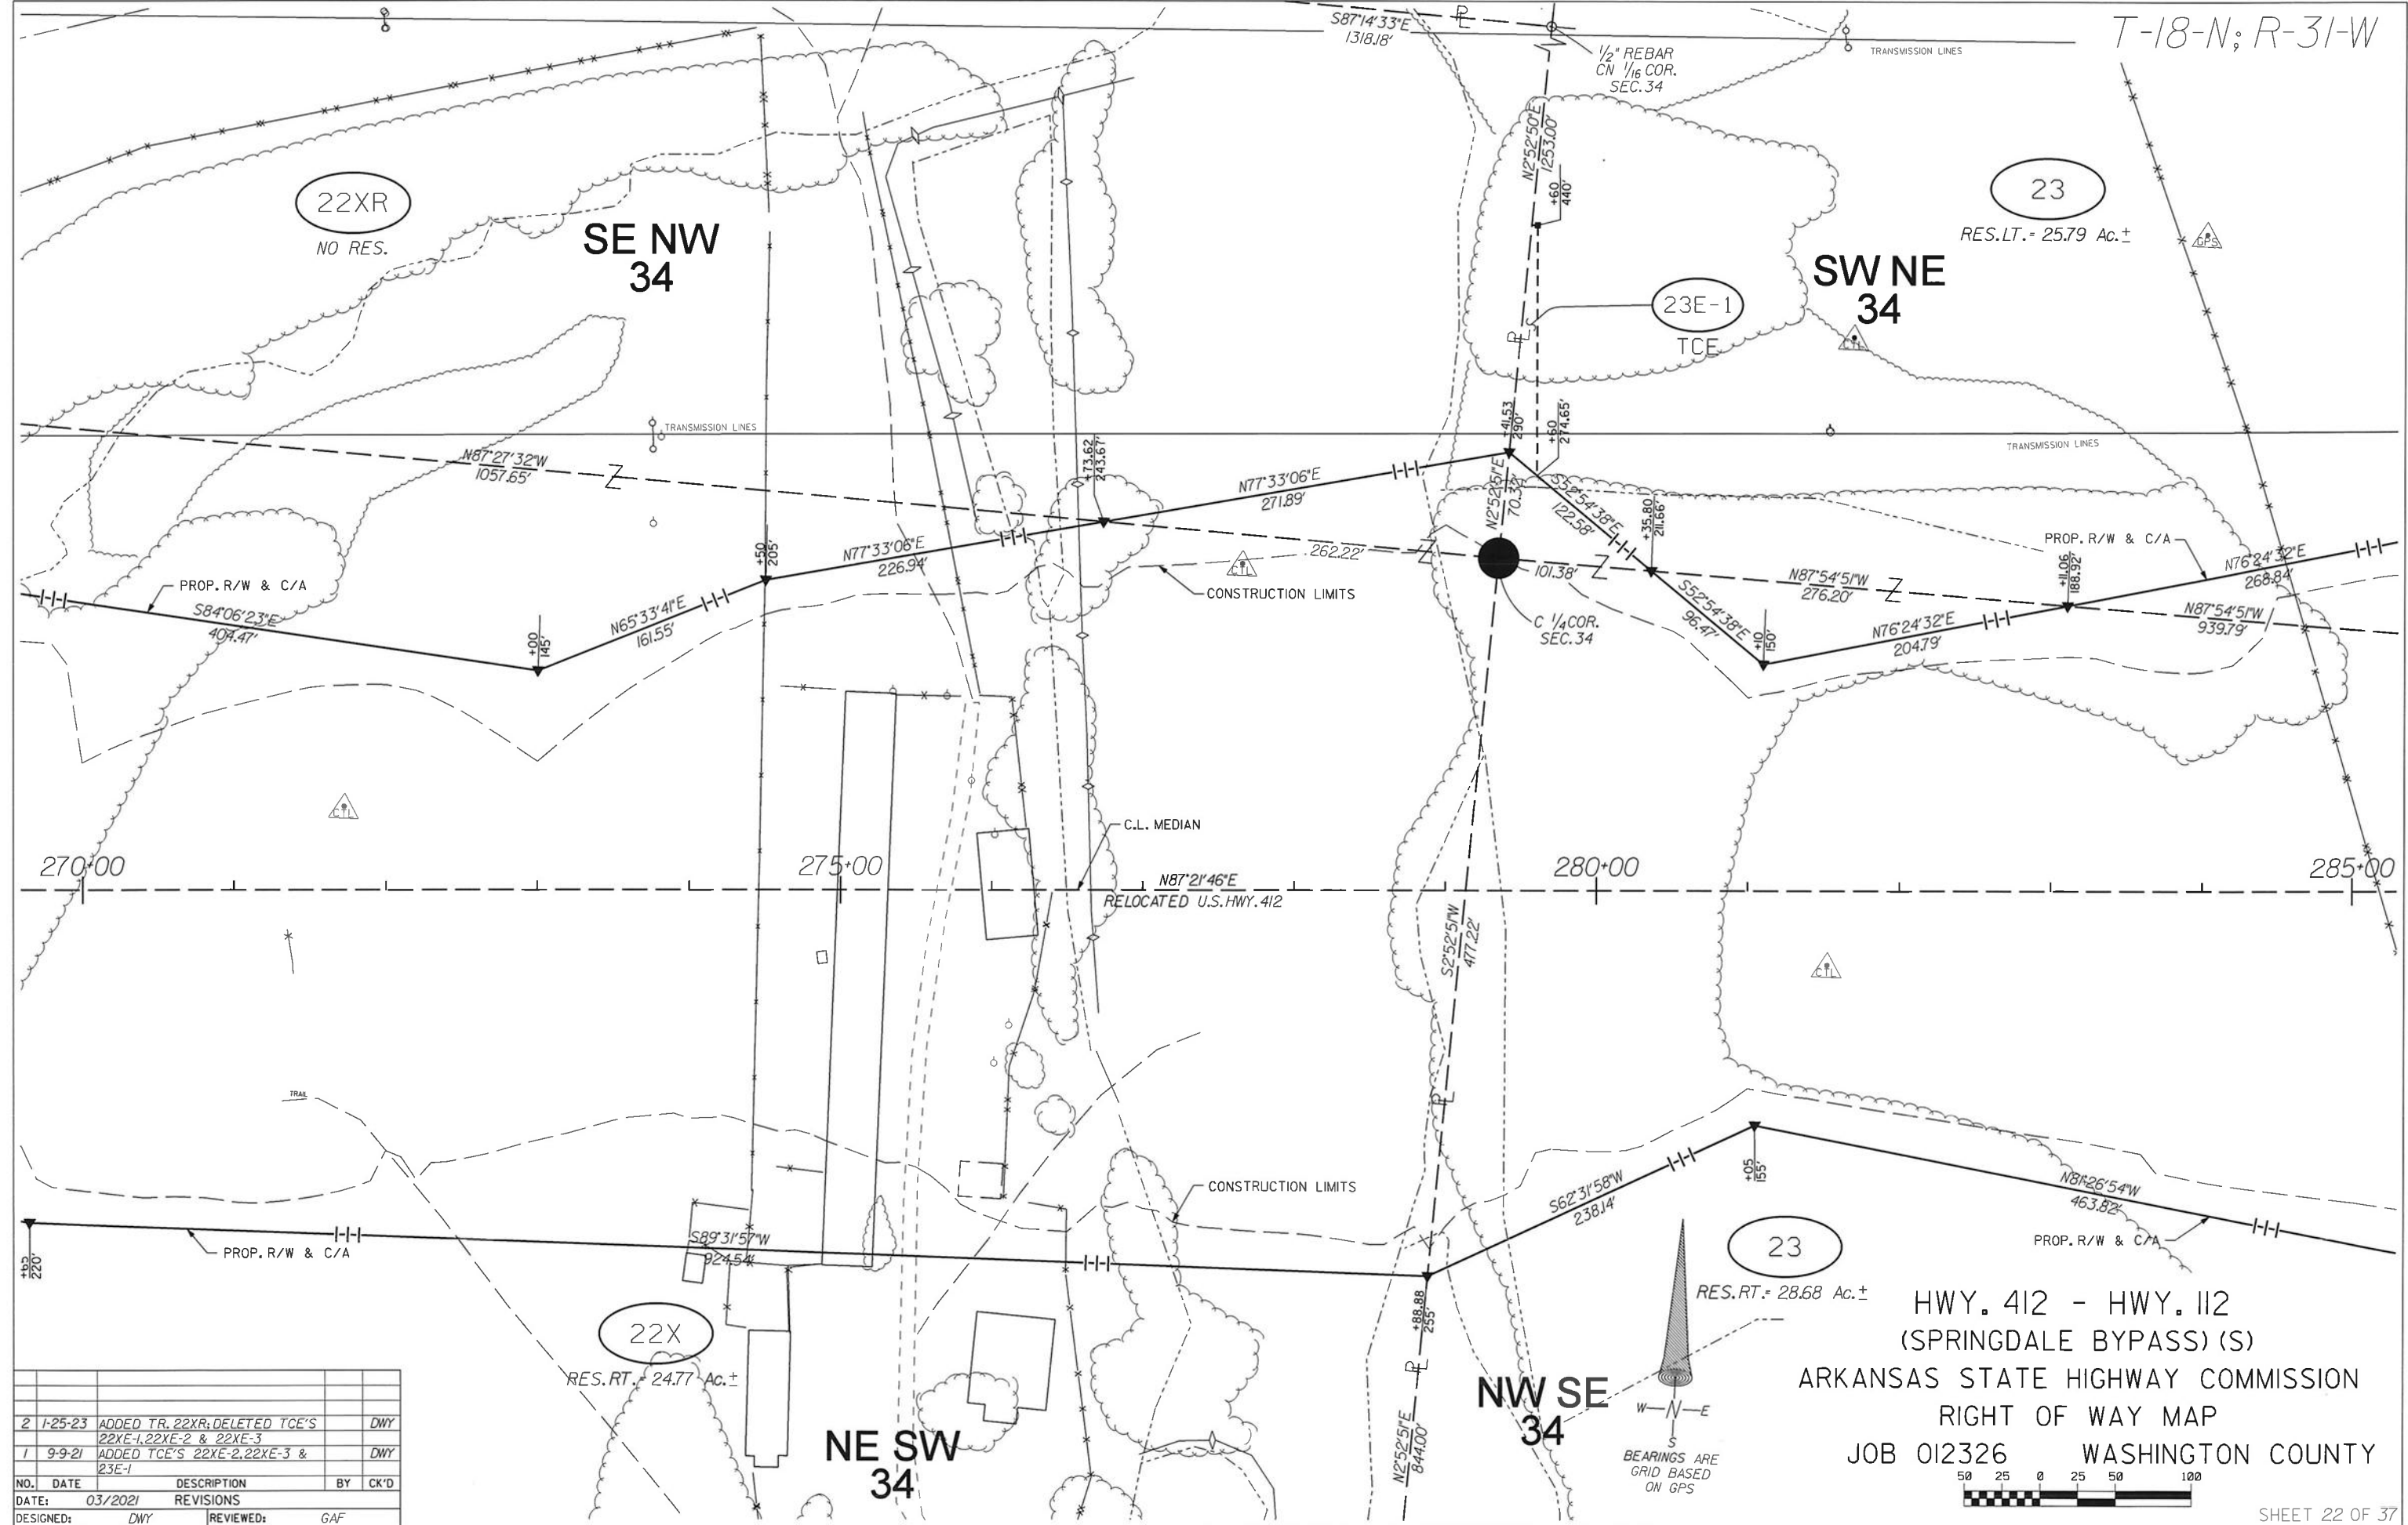 T-18-N; R-31-W
S87°14'33"E
1318.18'
PL
1/2" REBAR
CN 1/16 COR.
SEC. 34
TRANSMISSION LINES
22XR
NO RES.
SE NW
34
N2°52'50"E
1253.00'
+60
440'
23
RES. LT. = 25.79 Ac.±
GPS
SW NE
34
23E-1
TCE
PL
CTL
TRANSMISSION LINES
TRANSMISSION LINES
N87°27'32"W
1057.65'
+73.62
243.67'
+41.53
290'
+60
274.65'
N77°33'06"E
271.89'
N2°52'51"E
70.37'
S52°54'38"E
122.58'
+35.80
211.66'
PROP. R/W & C/A
N76°24'32"E
268.84'
+50
205'
N77°33'06"E
226.94'
262.22'
CTL
CONSTRUCTION LIMITS
101.38'
N87°54'51"W
276.20'
+11.06
188.92'
N87°54'51"W
939.79'
PROP. R/W & C/A
S84°06'23"E
404.47'
+00
145'
N65°33'41"E
161.55'
C 1/4 COR.
SEC. 34
S52°54'38"E
96.47'
+10
150'
N76°24'32"E
204.79'
CTL
C.L. MEDIAN
270+00
275+00
280+00
285+00
N87°21'46"E
RELOCATED U.S. HWY. 412
S2°52'51"W
477.22'
CTL
TRAIL
PL
CONSTRUCTION LIMITS
S62°31'58"W
238.14'
+05
155'
N81°26'54"W
463.82'
PROP. R/W & C/A
+65
220'
PROP. R/W & C/A
S89°31'57"W
924.54'
+88.88
255'
23
RES. RT. = 28.68 Ac.±
22X
RES. RT. = 24.77 Ac.±
PL
N2°52'51"E
844.00'
NE SW
34
NW SE
34
W N E
S
BEARINGS ARE
GRID BASED
ON GPS
HWY. 412 - HWY. 112
(SPRINGDALE BYPASS) (S)
ARKANSAS STATE HIGHWAY COMMISSION
RIGHT OF WAY MAP
JOB 012326 WASHINGTON COUNTY
50 25 0 25 50 100
2 1-25-23 ADDED TR. 22XR; DELETED TCE'S DWY
22XE-1, 22XE-2 & 22XE-3
1 9-9-21 ADDED TCE'S 22XE-2, 22XE-3 & DWY
23E-1
NO. DATE DESCRIPTION BY CK'D
DATE: 03/2021 REVISIONS
DESIGNED: DWY REVIEWED: GAF
SHEET 22 OF 37